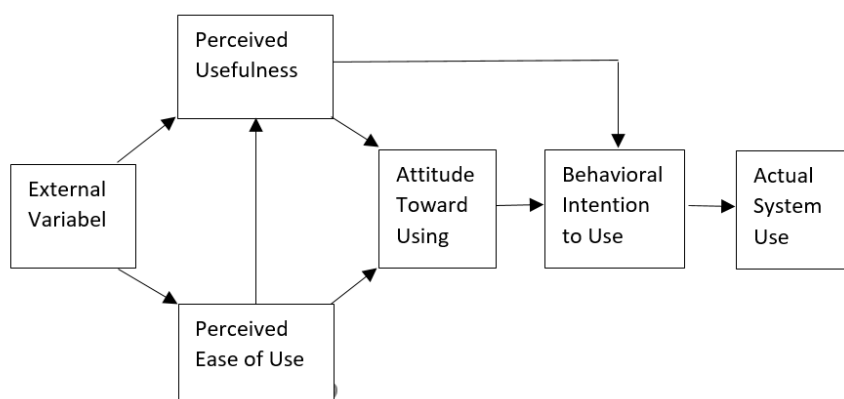 Perceived
Usefulness
External
Variabel
Attitude
Toward
Using
Behavioral
Intention
to Use
Actual
System
Use
Perceived
Ease of Use